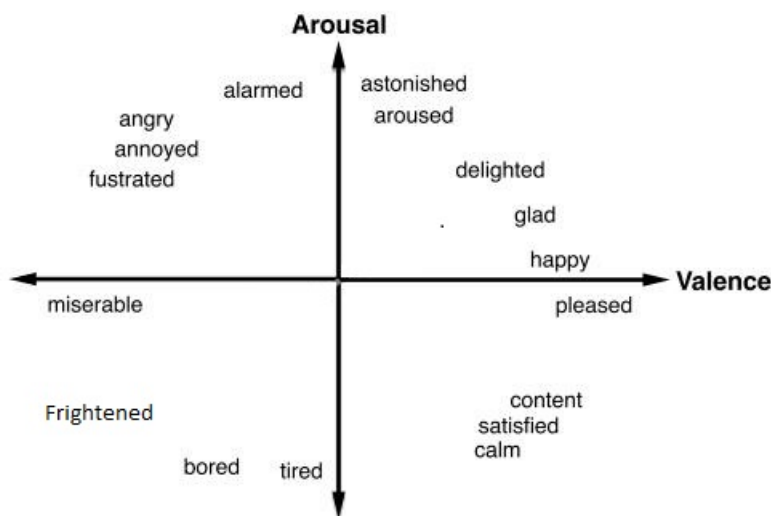 Arousal
alarmed
astonished
aroused
angry
annoyed
fustrated
delighted
glad
happy
Valence
miserable
pleased
Frightened
content
satisfied
calm
bored
tired